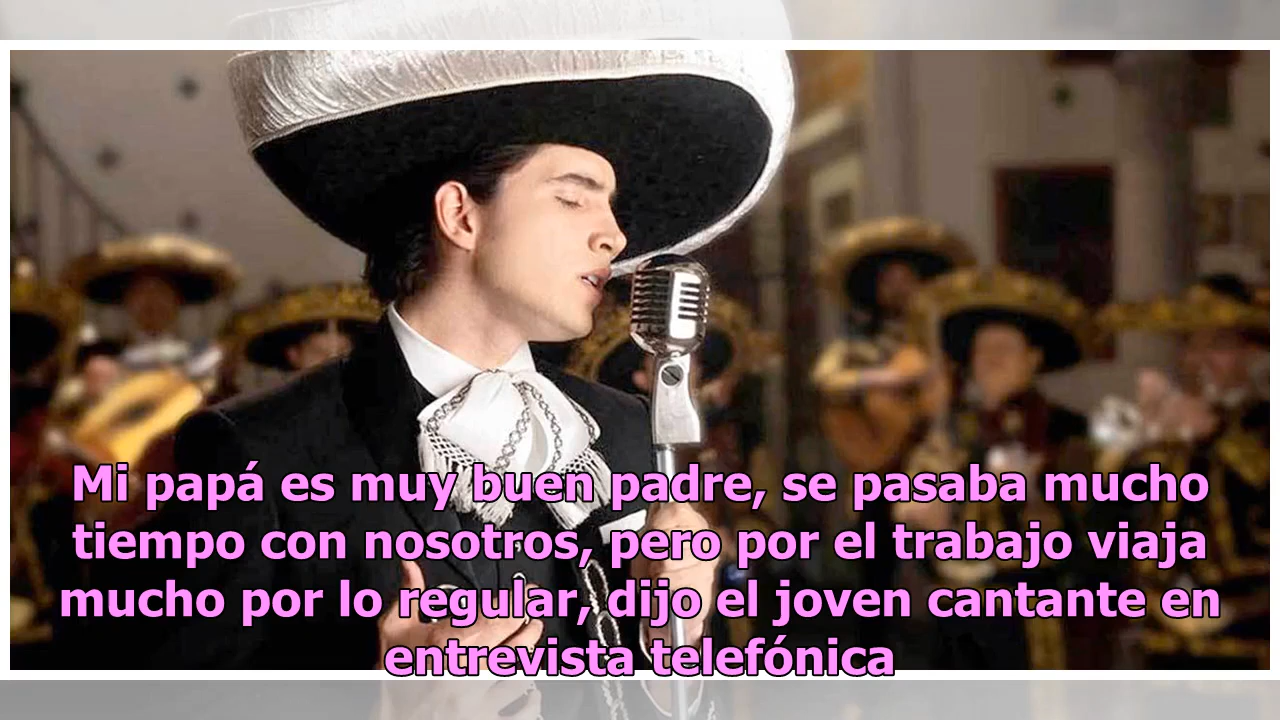 Mi papá es muy buen padre, se pasaba mucho
tiempo con nosotros, pero por el trabajo viaja
mucho por lo regular, dijo el joven cantante en
entrevista telefónica